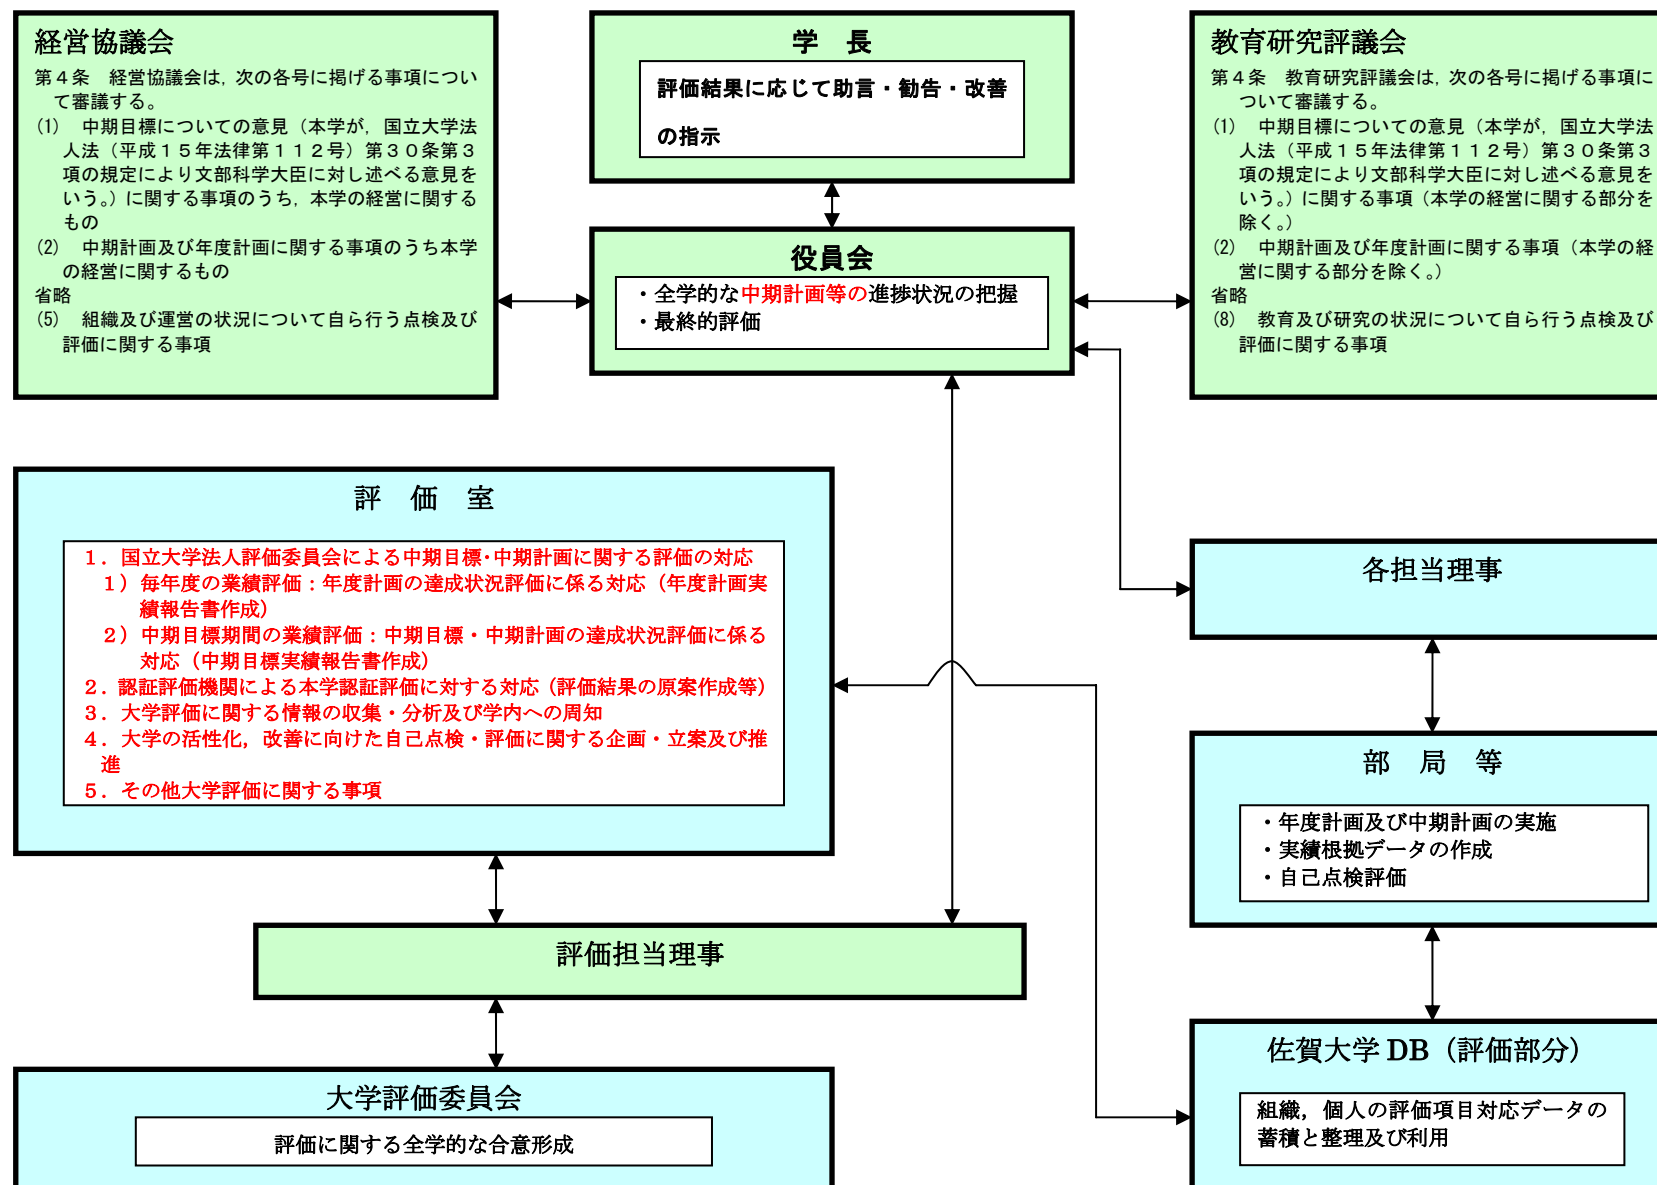 経営協議会
第４条　経営協議会は，次の各号に掲げる事項につい
て審議する。
(1)　中期目標についての意見（本学が，国立大学法
人法（平成１５年法律第１１２号）第３０条第３
項の規定により文部科学大臣に対し述べる意見を
いう。）に関する事項のうち，本学の経営に関する
もの
(2)　中期計画及び年度計画に関する事項のうち本学
の経営に関するもの
省略
(5)　組織及び運営の状況について自ら行う点検及び
評価に関する事項
学　長
評価結果に応じて助言・勧告・改善
の指示
役員会
・全学的な中期計画等の進捗状況の把握
・最終的評価
教育研究評議会
第４条　教育研究評議会は，次の各号に掲げる事項に
ついて審議する。
(1)　中期目標についての意見（本学が，国立大学法
人法（平成１５年法律第１１２号）第３０条第３
項の規定により文部科学大臣に対し述べる意見を
いう。）に関する事項（本学の経営に関する部分を
除く。）
(2)　中期計画及び年度計画に関する事項（本学の経
営に関する部分を除く。）
省略
(8)　教育及び研究の状況について自ら行う点検及び
評価に関する事項
評　価　室
１．国立大学法人評価委員会による中期目標・中期計画に関する評価の対応
１）毎年度の業績評価：年度計画の達成状況評価に係る対応（年度計画実
績報告書作成）
２）中期目標期間の業績評価：中期目標・中期計画の達成状況評価に係る
対応（中期目標実績報告書作成）
２．認証評価機関による本学認証評価に対する対応（評価結果の原案作成等）
３．大学評価に関する情報の収集・分析及び学内への周知
４．大学の活性化，改善に向けた自己点検・評価に関する企画・立案及び推
進
５．その他大学評価に関する事項
各担当理事
部　局　等
・年度計画及び中期計画の実施
・実績根拠データの作成
・自己点検評価
評価担当理事
大学評価委員会
評価に関する全学的な合意形成
佐賀大学 DB（評価部分）
組織，個人の評価項目対応データの
蓄積と整理及び利用